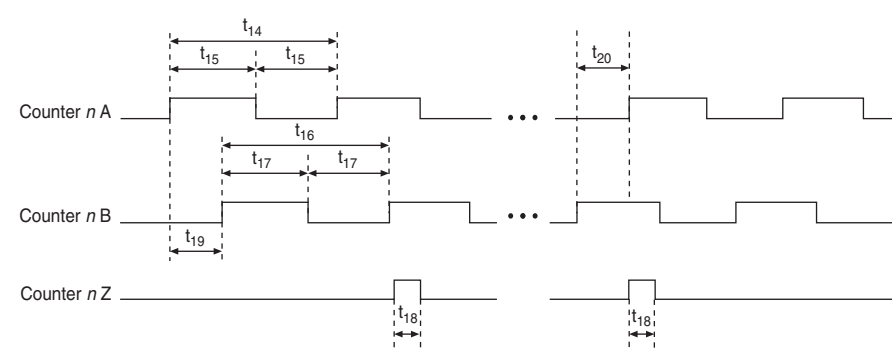 t14
t15 t15 t20
Counter n A
t16
t17 t17
Counter n B
t19
Counter n Z
t18 t18